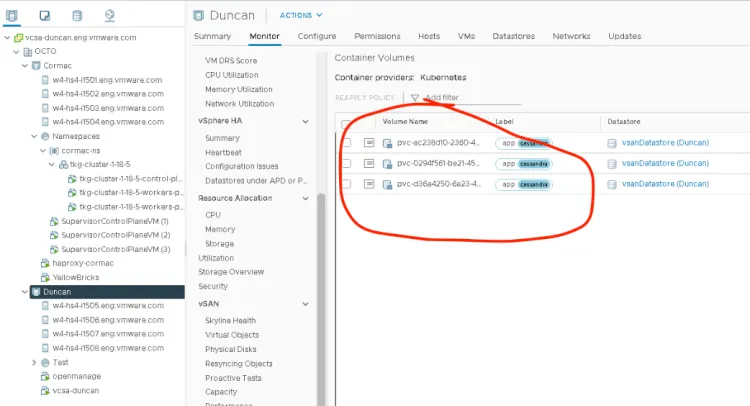 Duncan
ACTIONS
Summary Monitor Configure Permissions Hosts VMs Datastores Networks Updates
vcsa-duncan.eng.vmware.com
OCTO
Cormac
w4-hs4-i1501.eng.vmware.com
w4-hs4-i1502.eng.vmware.com
w4-hs4-i1503.eng.vmware.com
w4-hs4-i1504.eng.vmware.com
Namespaces
cormac-ns
tkg-cluster-1-18-5
tkg-cluster-1-18-5-control-pl...
tkg-cluster-1-18-5-workers-p...
tkg-cluster-1-18-5-workers-p...
SupervisorControlPlaneVM (1)
SupervisorControlPlaneVM (2)
SupervisorControlPlaneVM (3)
haproxy-cormac
YellowBricks
Duncan
w4-hs4-i1505.eng.vmware.com
w4-hs4-i1506.eng.vmware.com
w4-hs4-i1507.eng.vmware.com
w4-hs4-i1508.eng.vmware.com
Test
openmanage
vcsa-duncan
VM DRS Score
CPU Utilization
Memory Utilization
Network Utilization
vSphere HA
Summary
Heartbeat
Configuration Issues
Datastores under APD or P...
Resource Allocation
CPU
Memory
Storage
Utilization
Storage Overview
Security
vSAN
Skyline Health
Virtual Objects
Physical Disks
Resyncing Objects
Proactive Tests
Capacity
Performance
Container Volumes
Container providers: Kubernetes
REAPPLY POLICY Add filter
Volume Name Label Datastore
pvc-ac238d10-2380-4... app cassandra vsanDatastore (Duncan)
pvc-0294f561-be21-45... app cassandra vsanDatastore (Duncan)
pvc-d36a4250-6a23-4... app cassandra vsanDatastore (Duncan)